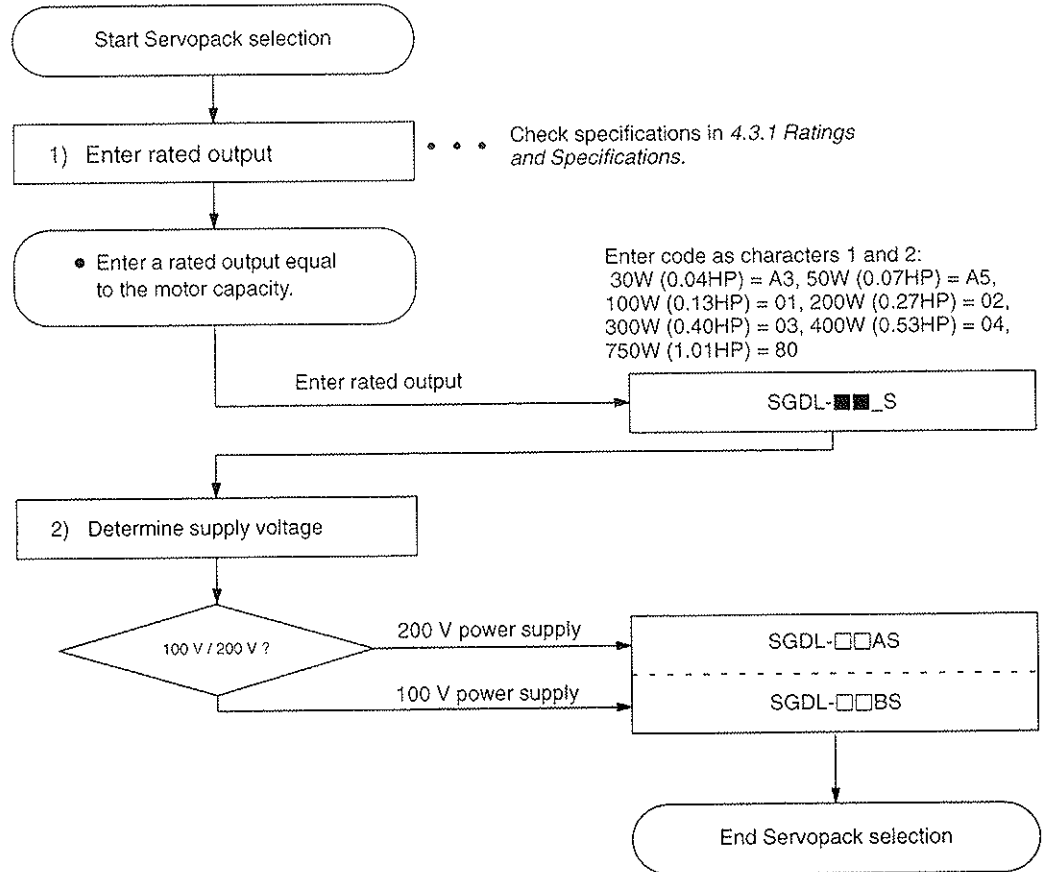 Start Servopack selection
1) Enter rated output
• • •
Check specifications in 4.3.1 Ratings
and Specifications.
• Enter a rated output equal
to the motor capacity.
Enter code as characters 1 and 2:
30W (0.04HP) = A3, 50W (0.07HP) = A5,
100W (0.13HP) = 01, 200W (0.27HP) = 02,
300W (0.40HP) = 03, 400W (0.53HP) = 04,
750W (1.01HP) = 80
Enter rated output
SGDL-■■_S
2) Determine supply voltage
100 V / 200 V ?
200 V power supply
SGDL-□□AS
100 V power supply
SGDL-□□BS
End Servopack selection